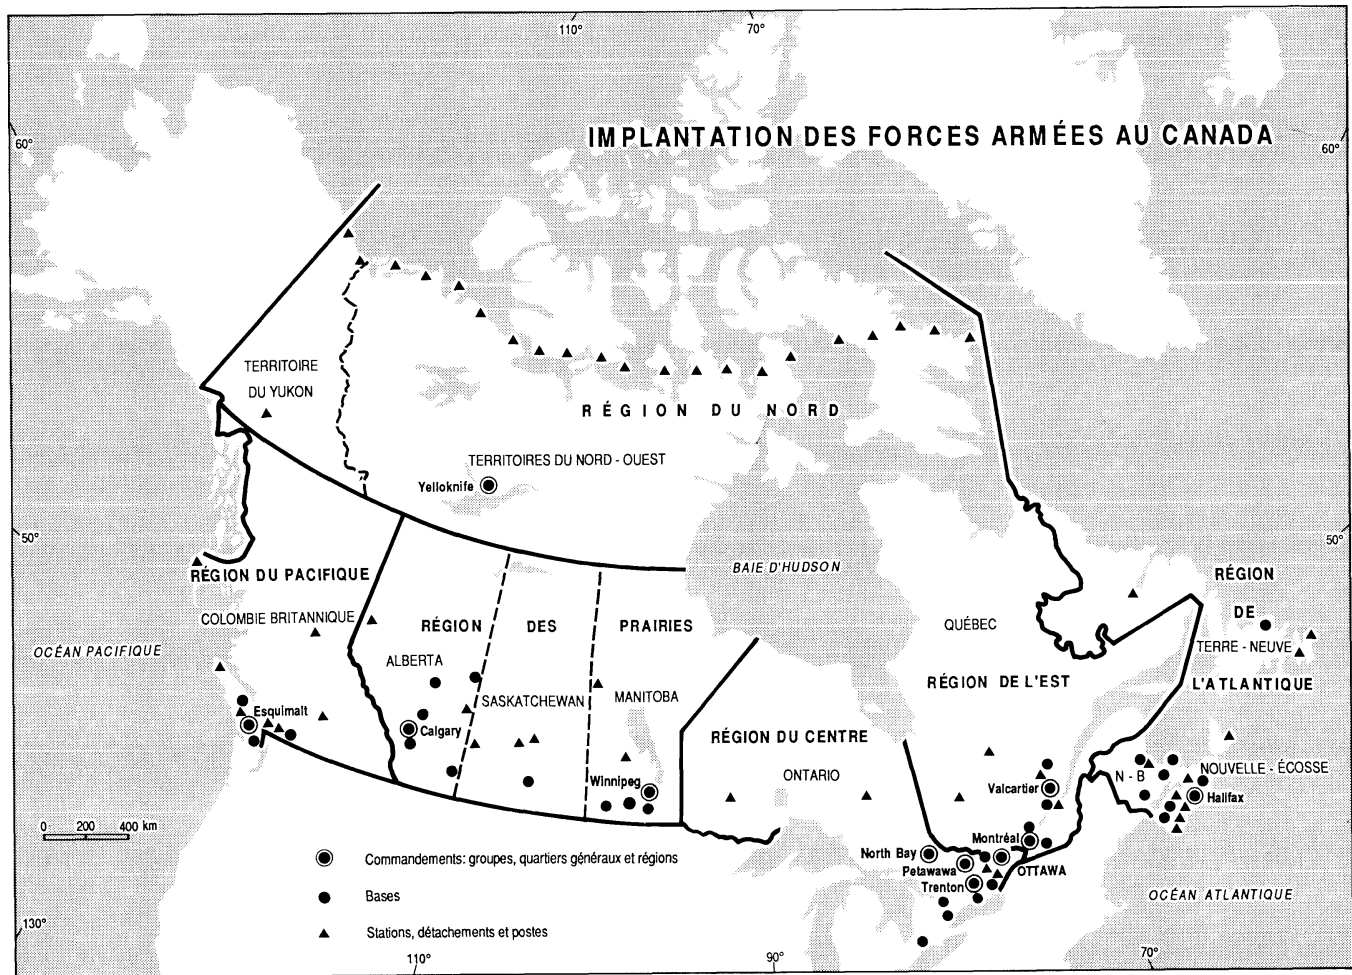 110°
70°
60°
IMPLANTATION DES FORCES ARMÉES AU CANADA
60°
TERRITOIRE
DU YUKON
RÉGION DU NORD
TERRITOIRES DU NORD - OUEST
Yelloknife
50°
50°
BAIE D'HUDSON
RÉGION DU PACIFIQUE
RÉGION
DE
L'ATLANTIQUE
COLOMBIE BRITANNIQUE
RÉGION DES PRAIRIES
QUÉBEC
TERRE - NEUVE
OCÉAN PACIFIQUE
ALBERTA
SASKATCHEWAN
MANITOBA
RÉGION DE L'EST
Esquimalt
Calgary
RÉGION DU CENTRE
ONTARIO
Winnipeg
Valcartier
N - B
NOUVELLE - ÉCOSSE
Halifax
0 200 400 km
Montréal
North Bay
Petawawa
OTTAWA
Trenton
OCÉAN ATLANTIQUE
Commandements: groupes, quartiers généraux et régions
Bases
Stations, détachements et postes
130°
110°
90°
70°